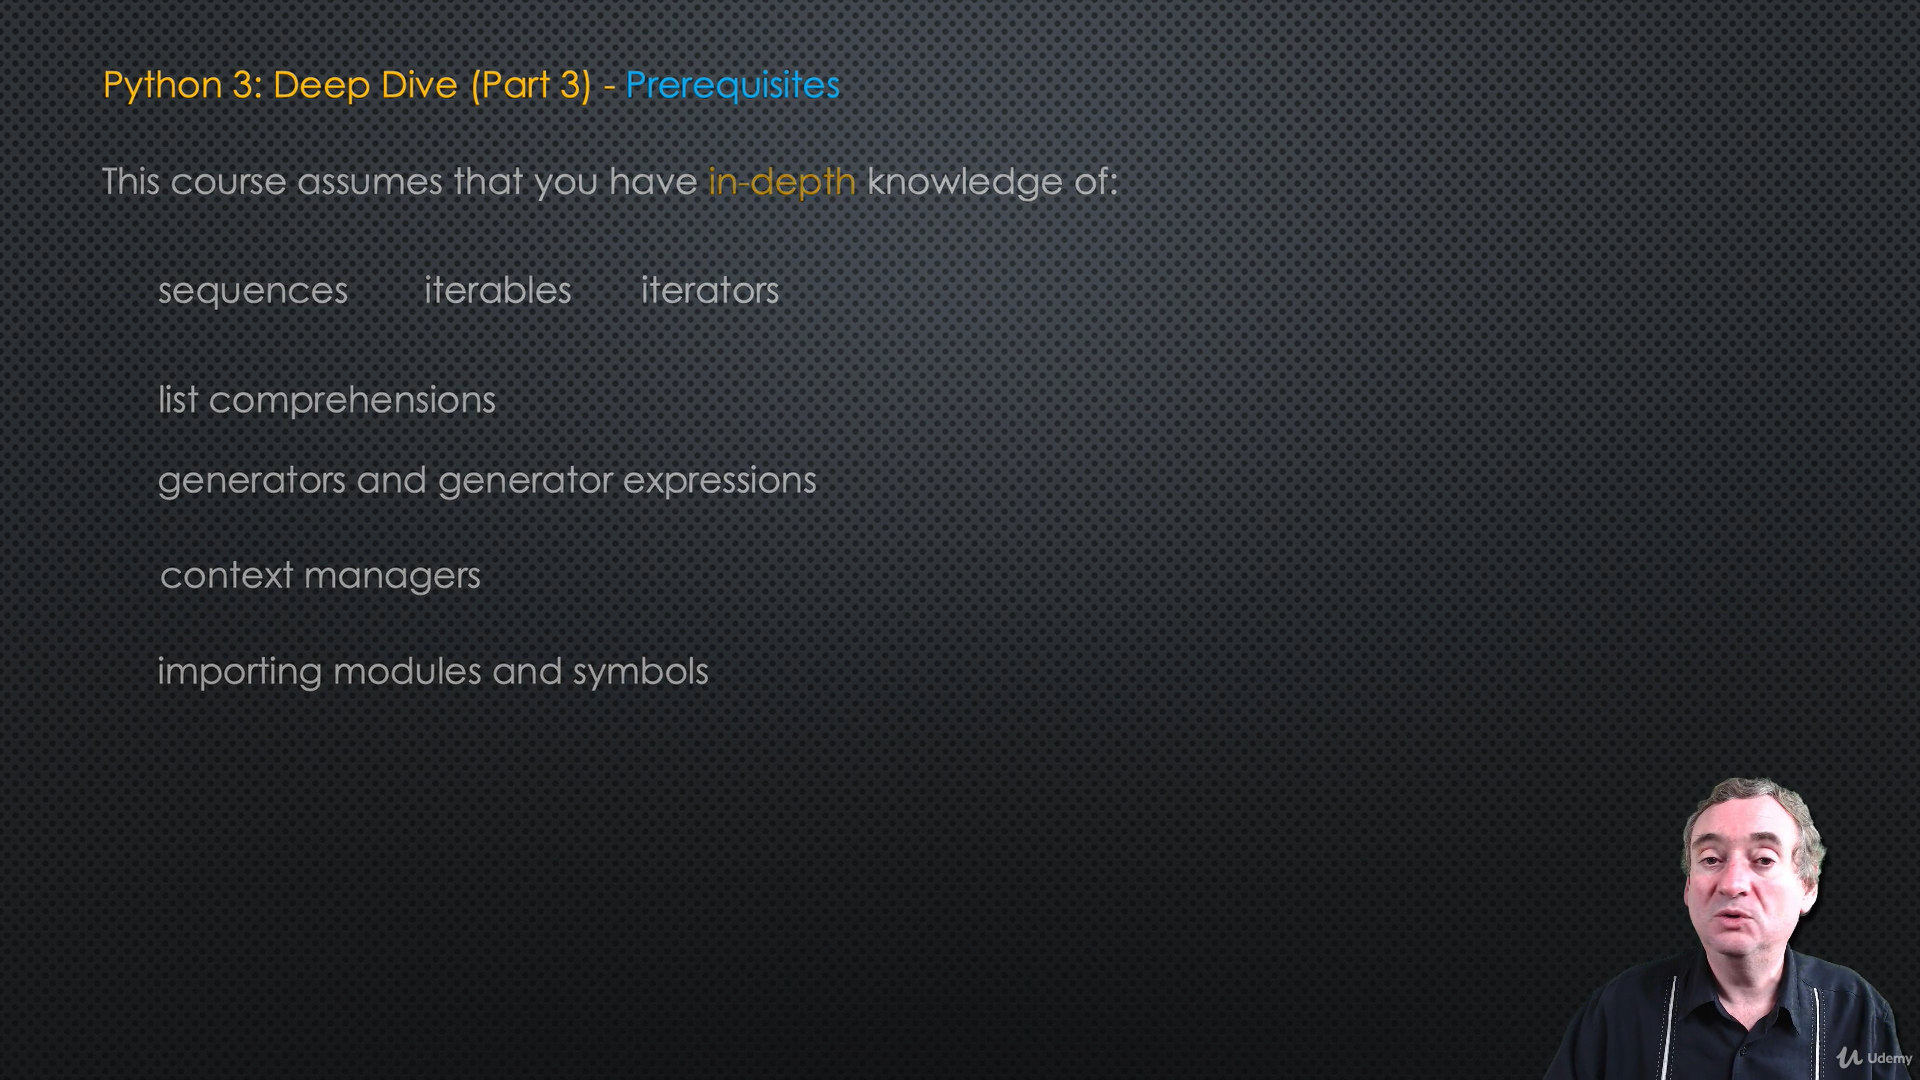 Python 3: Deep Dive (Part 3) - Prerequisites
This course assumes that you have in-depth knowledge of:
sequences iterables iterators
list comprehensions
generators and generator expressions
context managers
importing modules and symbols
Udemy